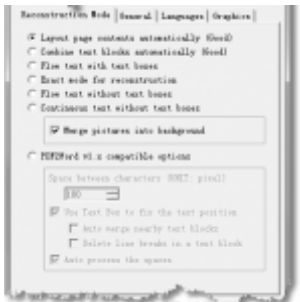 Reconstruction Mode | General | Languages | Graphics
Layout page contents automatically (Good)
Combine text blocks automatically (Good)
Flow text with text boxes
Exact mode for reconstruction
Flow text without text boxes
Continuous text without text boxes
Merge pictures into background
PDF2Word v1.x compatible options
Space between characters (UNIT: pixel)
Use Text Box to fix the text position
Auto merge nearby text blocks
Delete line breaks in a text block
Auto process the spaces